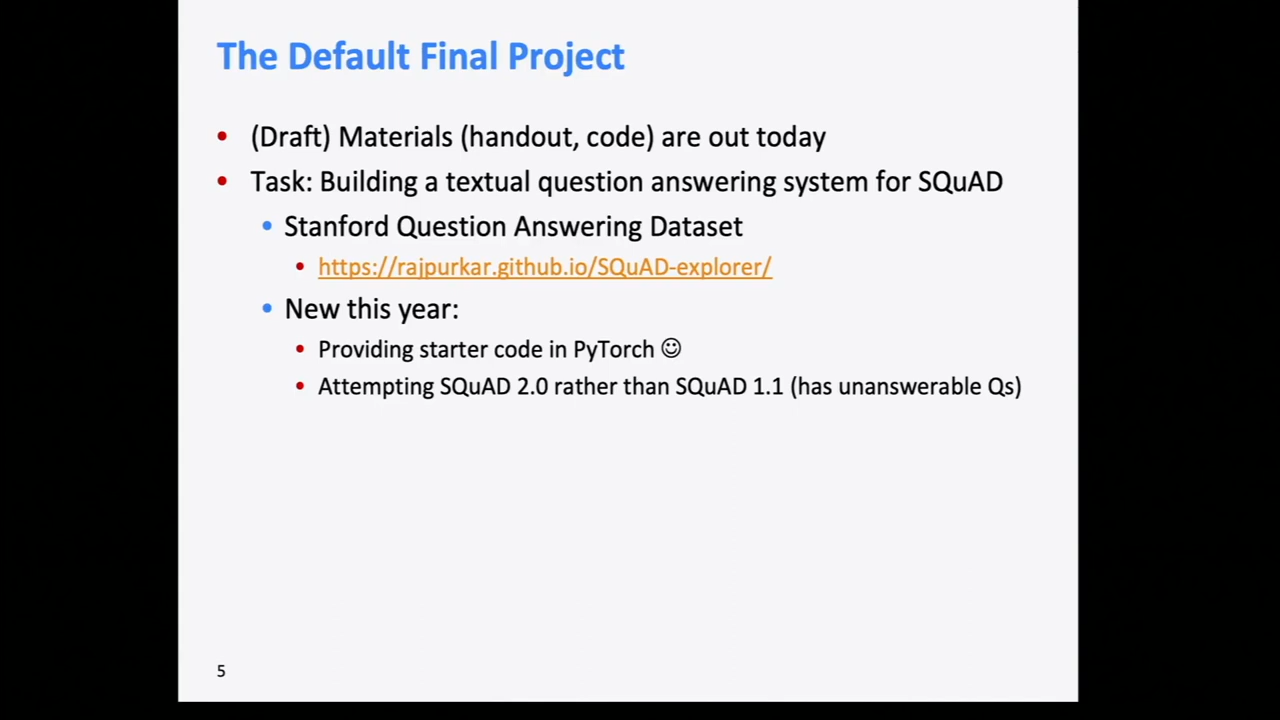 The Default Final Project
• (Draft) Materials (handout, code) are out today
• Task: Building a textual question answering system for SQuAD
• Stanford Question Answering Dataset
• https://rajpurkar.github.io/SQuAD-explorer/
• New this year:
• Providing starter code in PyTorch ☺
• Attempting SQuAD 2.0 rather than SQuAD 1.1 (has unanswerable Qs)
5